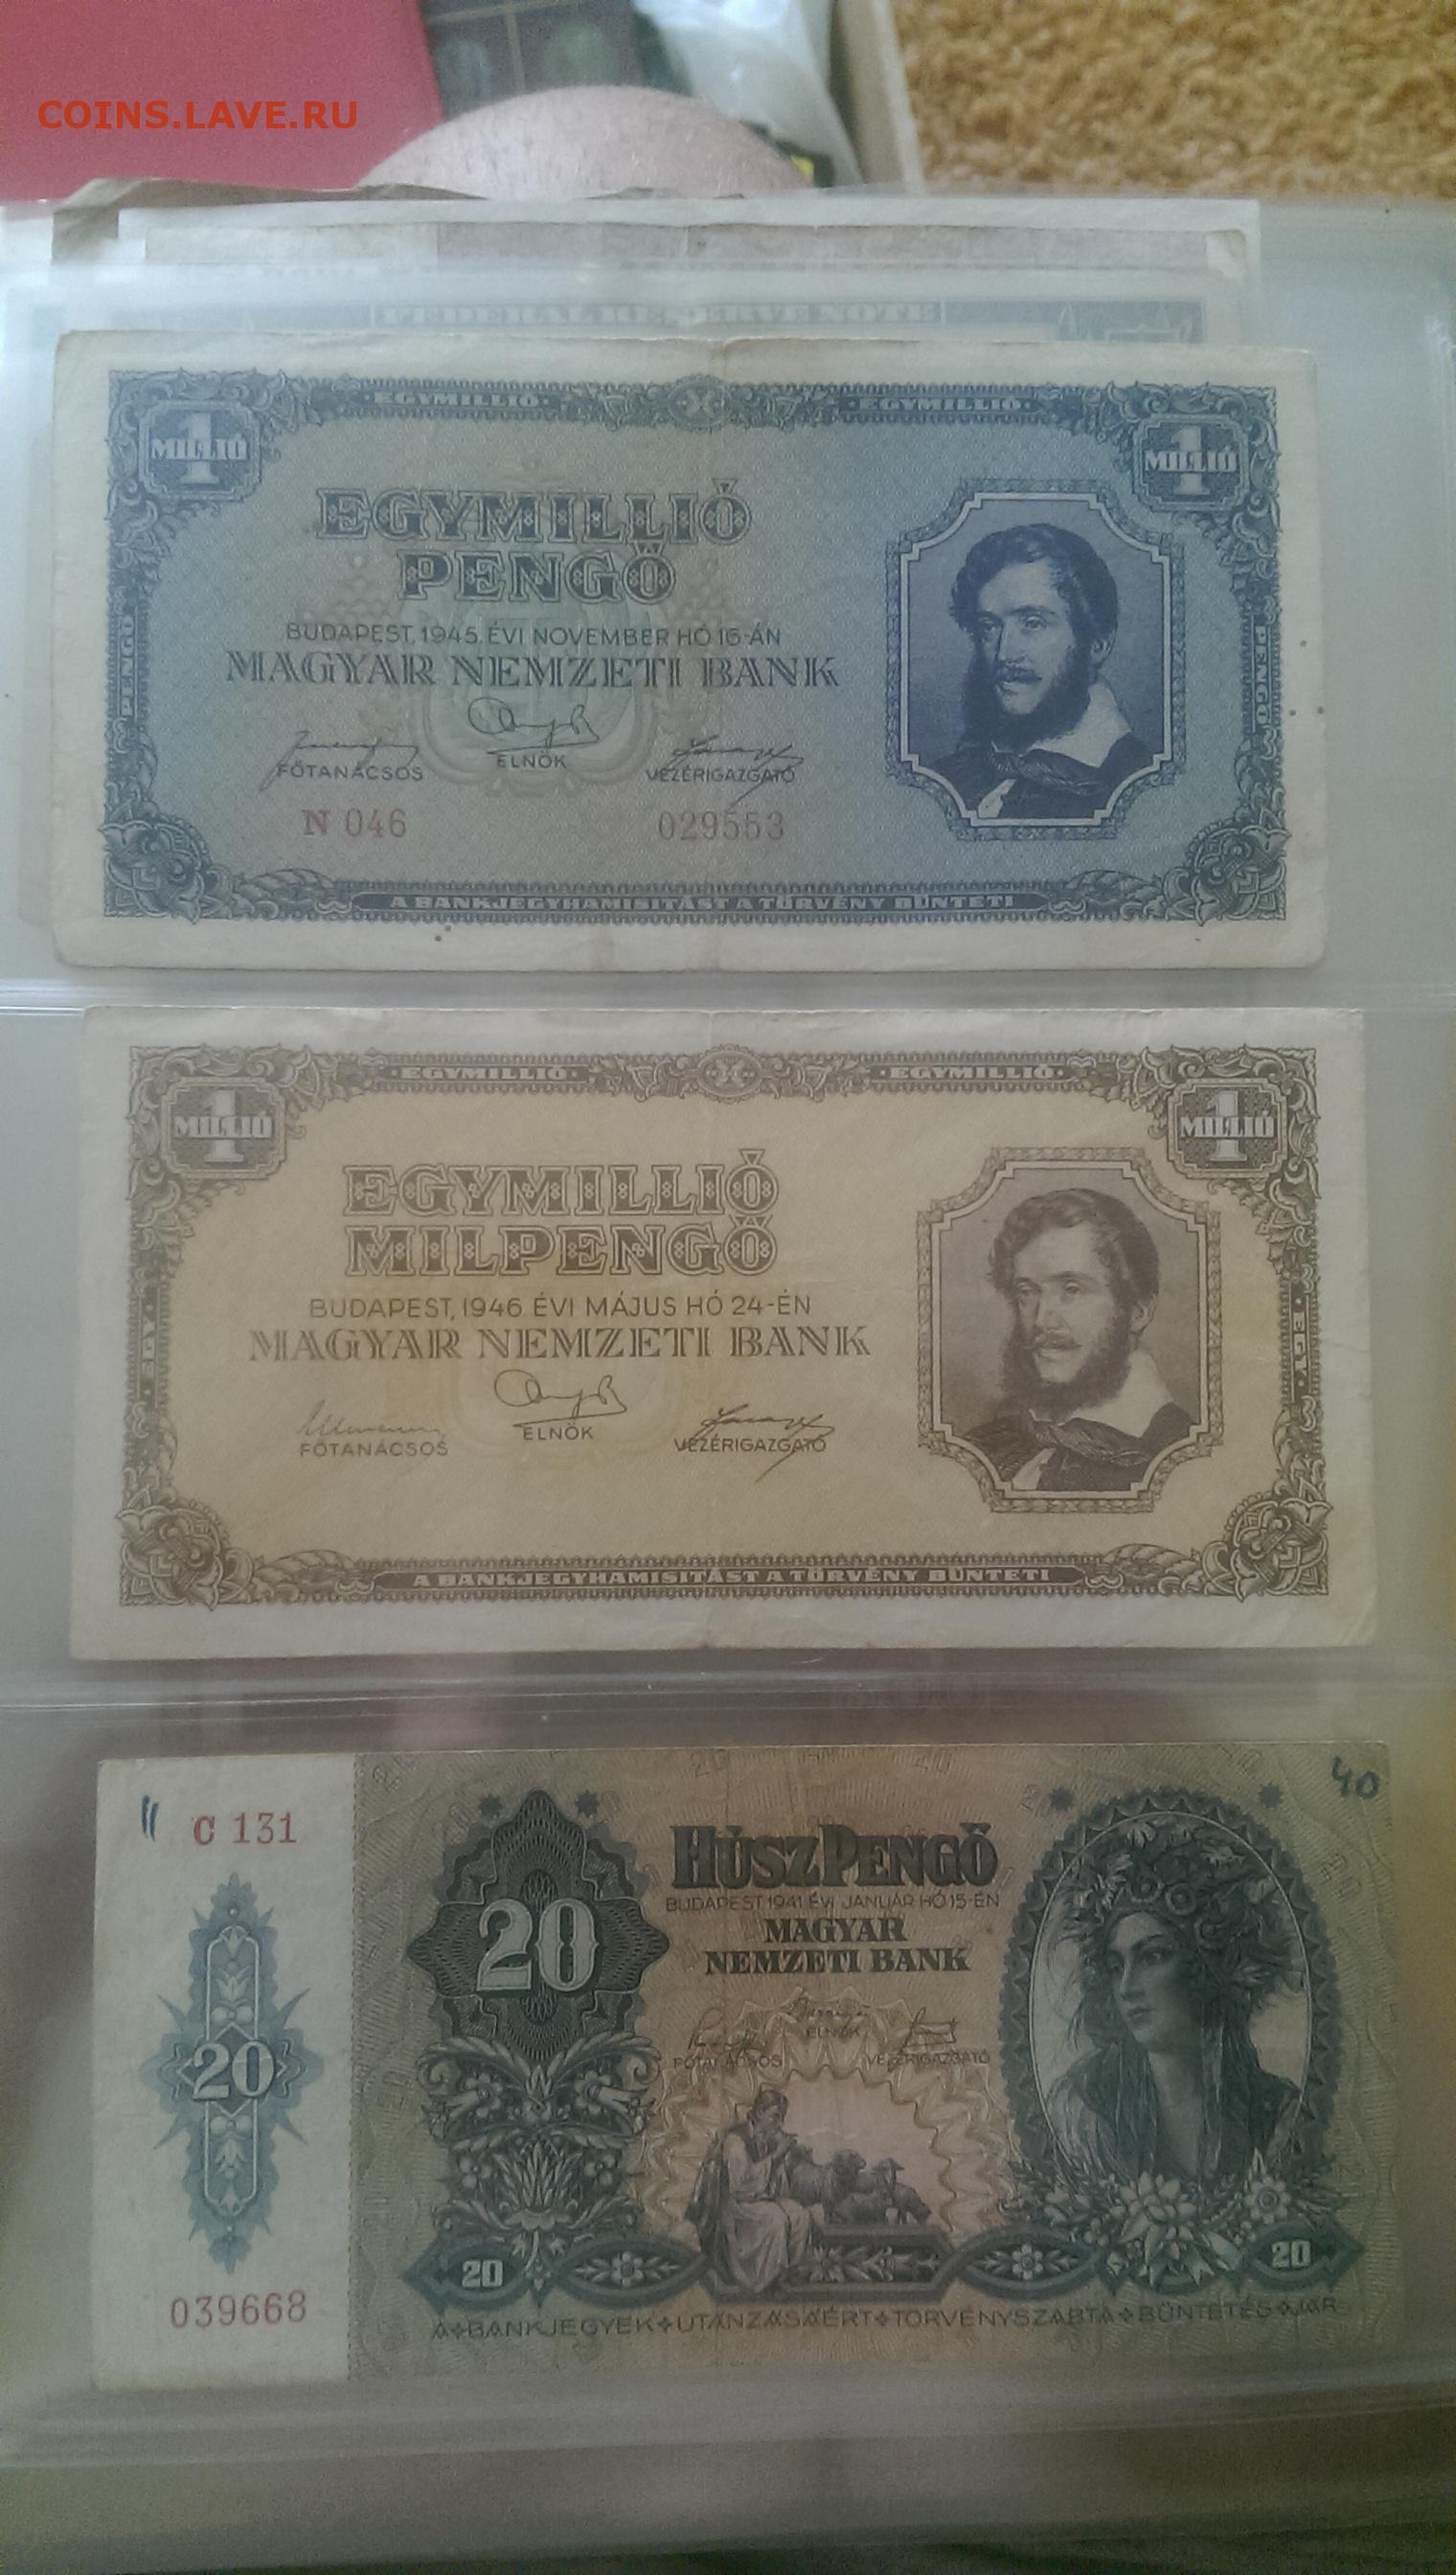 COINS.LAVE.RU
FEDERAL RESERVE NOTE
·EGYMILLIÓ· ·EGYMILLIÓ·
1 MILLIÓ 1 MILLIÓ
EGYMILLIÓ
PENGŐ
BUDAPEST, 1945. ÉVI NOVEMBER HÓ 16-ÁN
MAGYAR NEMZETI BANK
PENGŐ PENGŐ
ELNÖK
FŐTANÁCSOS VEZÉRIGAZGATÓ
N 046 029553
A BANKJEGYHAMISITÁST A TÖRVÉNY BÜNTETI
·EGYMILLIÓ· ·EGYMILLIÓ·
1 MILLIÓ 1 MILLIÓ
EGYMILLIÓ
MILPENGŐ
BUDAPEST, 1946 ÉVI MÁJUS HÓ 24-ÉN
MAGYAR NEMZETI BANK
·EGY· ·EGY·
ELNÖK
FŐTANÁCSOS VEZÉRIGAZGATÓ
A BANKJEGYHAMISITÁST A TÖRVÉNY BÜNTETI
40
C 131
HÚSZ PENGŐ
BUDAPEST 1941 ÉVI JANUÁR HÓ 15-ÉN
20
MAGYAR
NEMZETI BANK
ELNÖK
FŐTANÁCSOS VEZÉRIGAZGATÓ
20
20 20
039668
A BANKJEGYEK UTÁNZÁSÁÉRT TÖRVÉNYSZABTA BÜNTETÉS JÁR